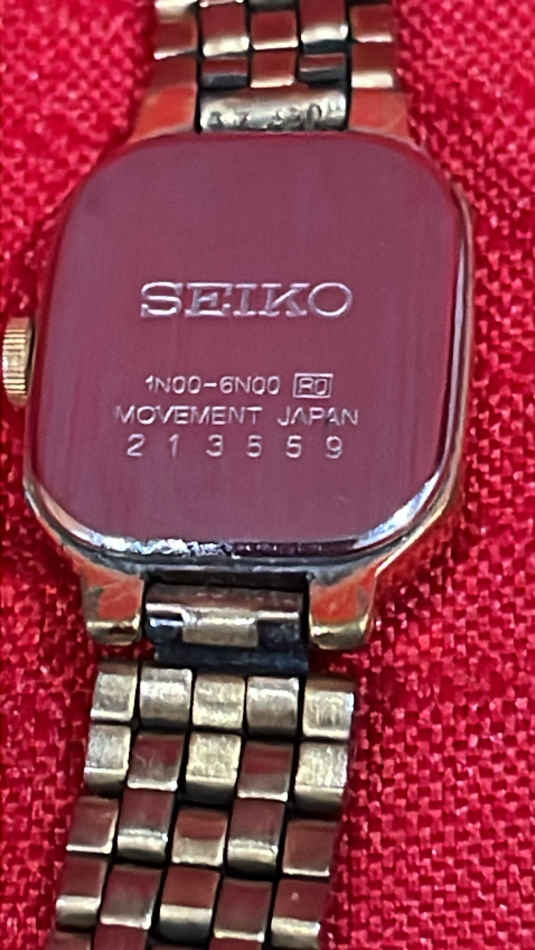 SEIKO
1N00-6N00 R0
MOVEMENT JAPAN
213559